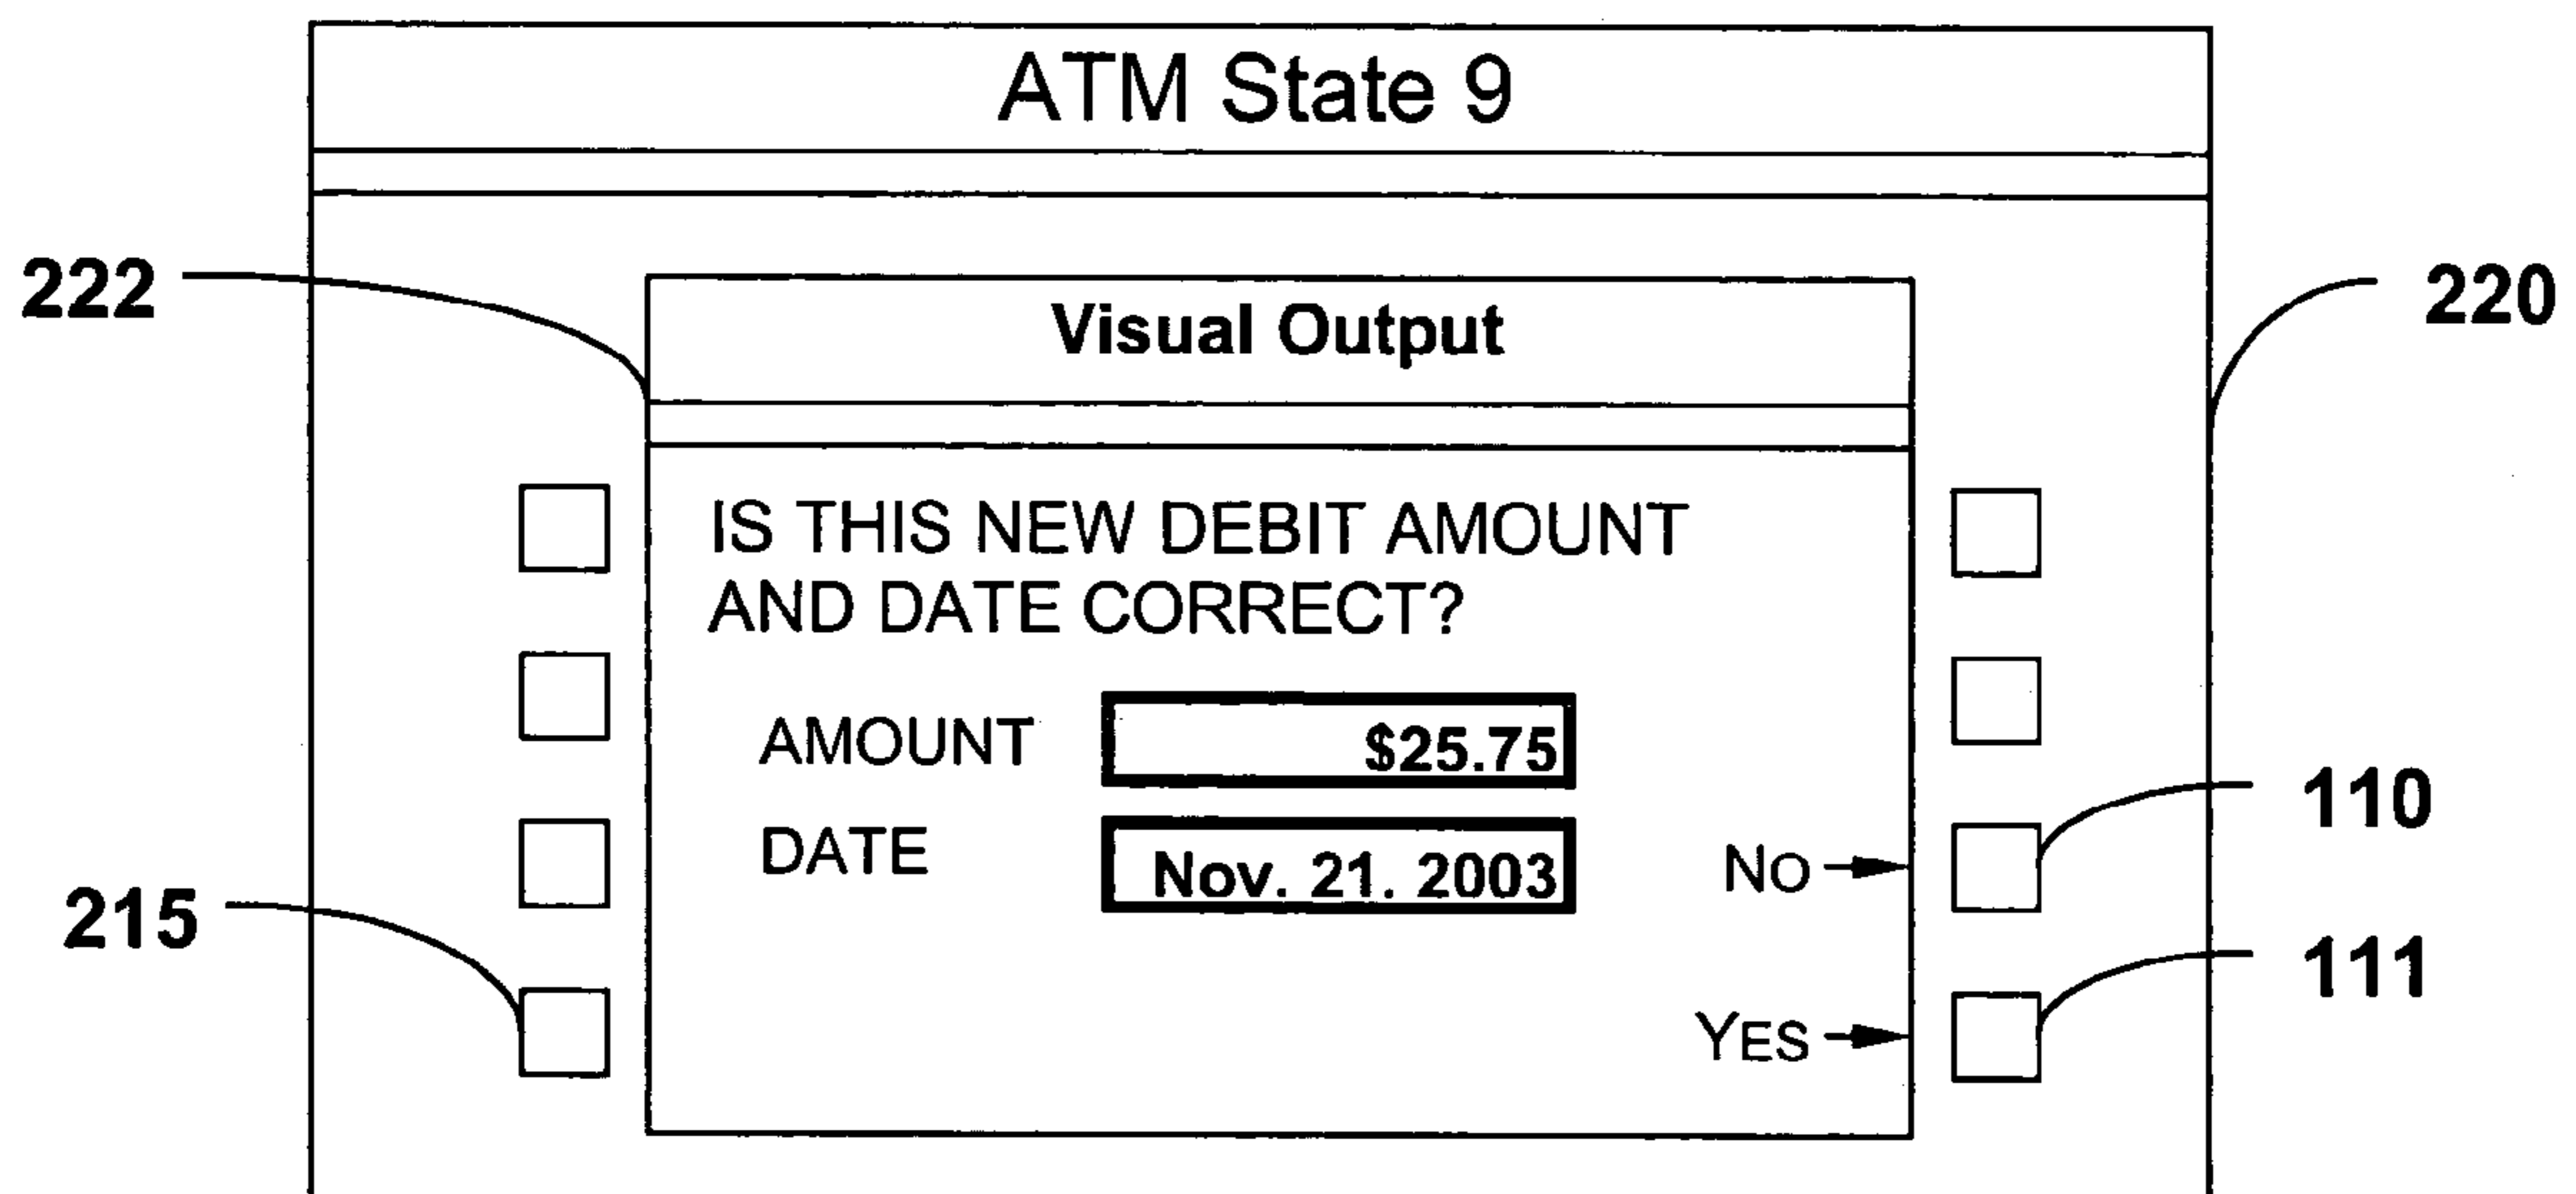 ATM State 9
222
220
Visual Output
IS THIS NEW DEBIT AMOUNT
AND DATE CORRECT?
AMOUNT $25.75
110
DATE Nov. 21. 2003 NO
215
111
YES